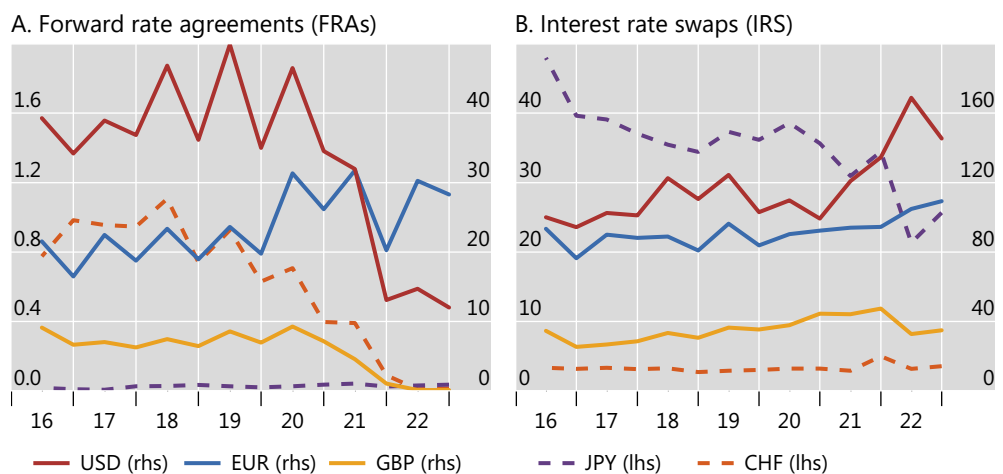 A. Forward rate agreements (FRAs)
B. Interest rate swaps (IRS)
1.6 40 40 160
1.2 30 30 120
0.8 20 20 80
0.4 10 10 40
0.0 0 0 0
16 17 18 19 20 21 22 16 17 18 19 20 21 22
USD (rhs) EUR (rhs) GBP (rhs) JPY (lhs) CHF (lhs)